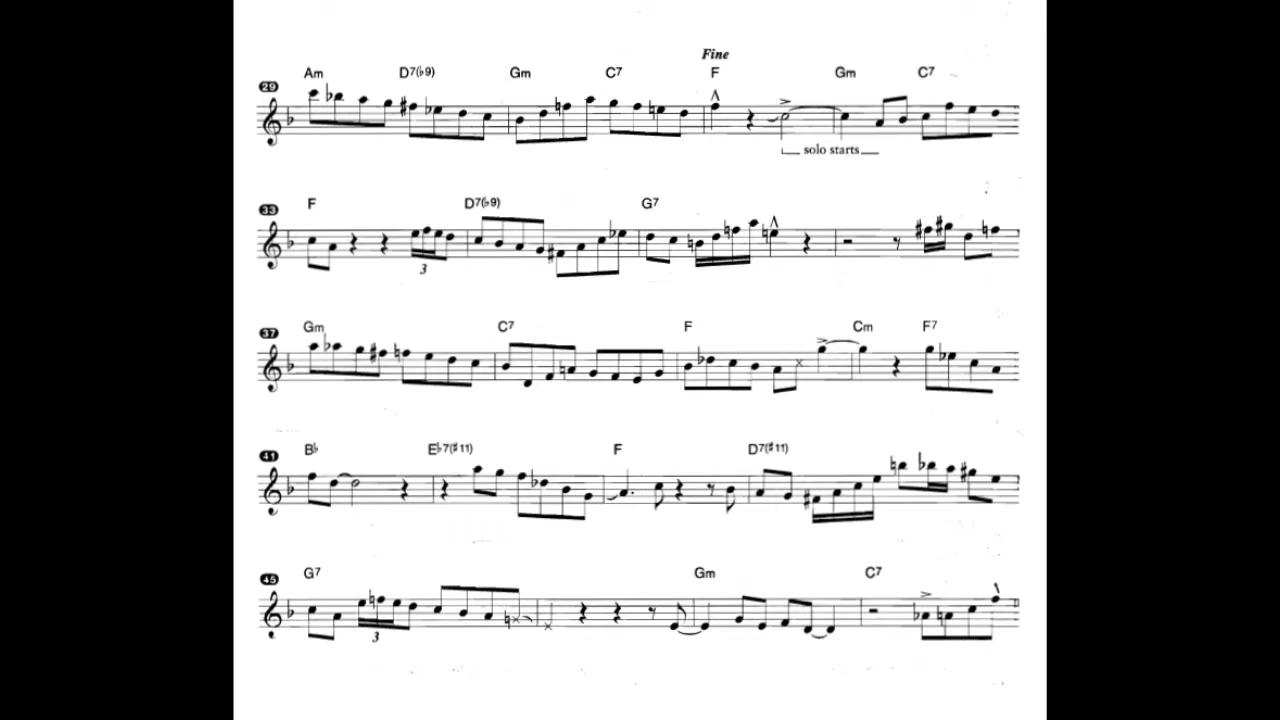 Fine
Am D7(♭9) Gm C7 F Gm C7
29
solo starts
F D7(♭9) G7
33
3
Gm C7 F Cm F7
37
B♭ E♭7(♯11) F D7(♯11)
41
G7 Gm C7
45
3